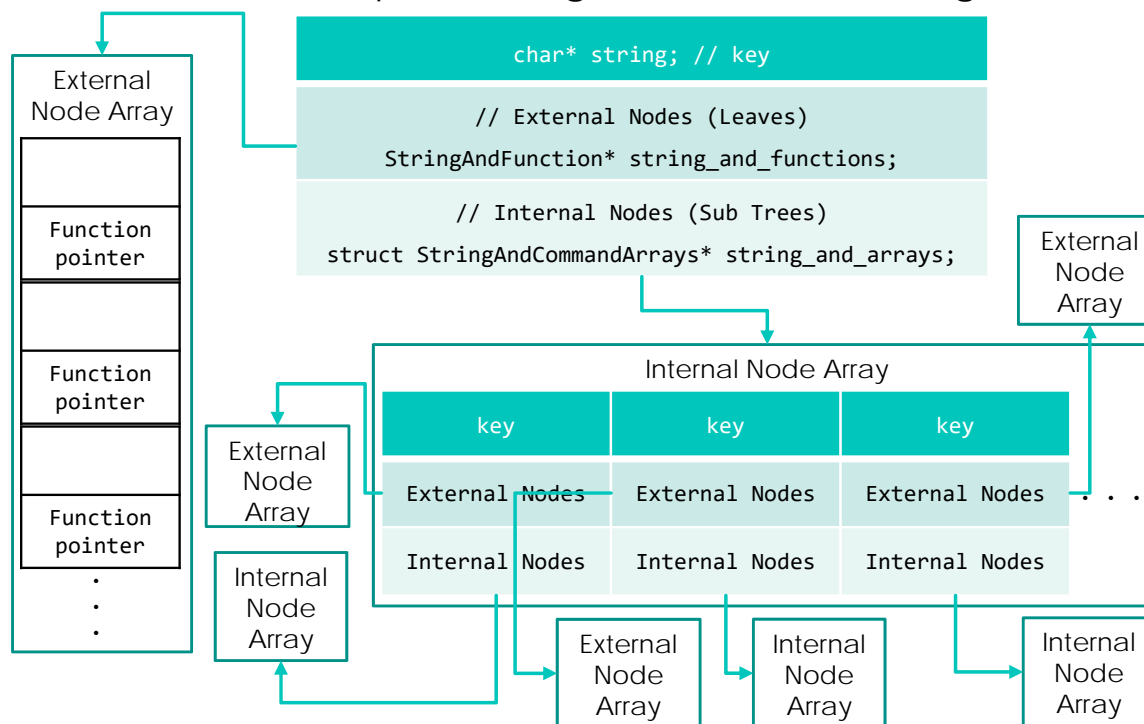 char* string; // key
// External Nodes (Leaves)
StringAndFunction* string_and_functions;
// Internal Nodes (Sub Trees)
struct StringAndCommandArrays* string_and_arrays;
External
Node Array
Function
pointer
Function
pointer
Function
pointer
.
.
.
External
Node
Array
Internal Node Array
key key key
External Nodes External Nodes External Nodes . . .
Internal Nodes Internal Nodes Internal Nodes
External
Node
Array
Internal
Node
Array
External
Node
Array
Internal
Node
Array
Internal
Node
Array